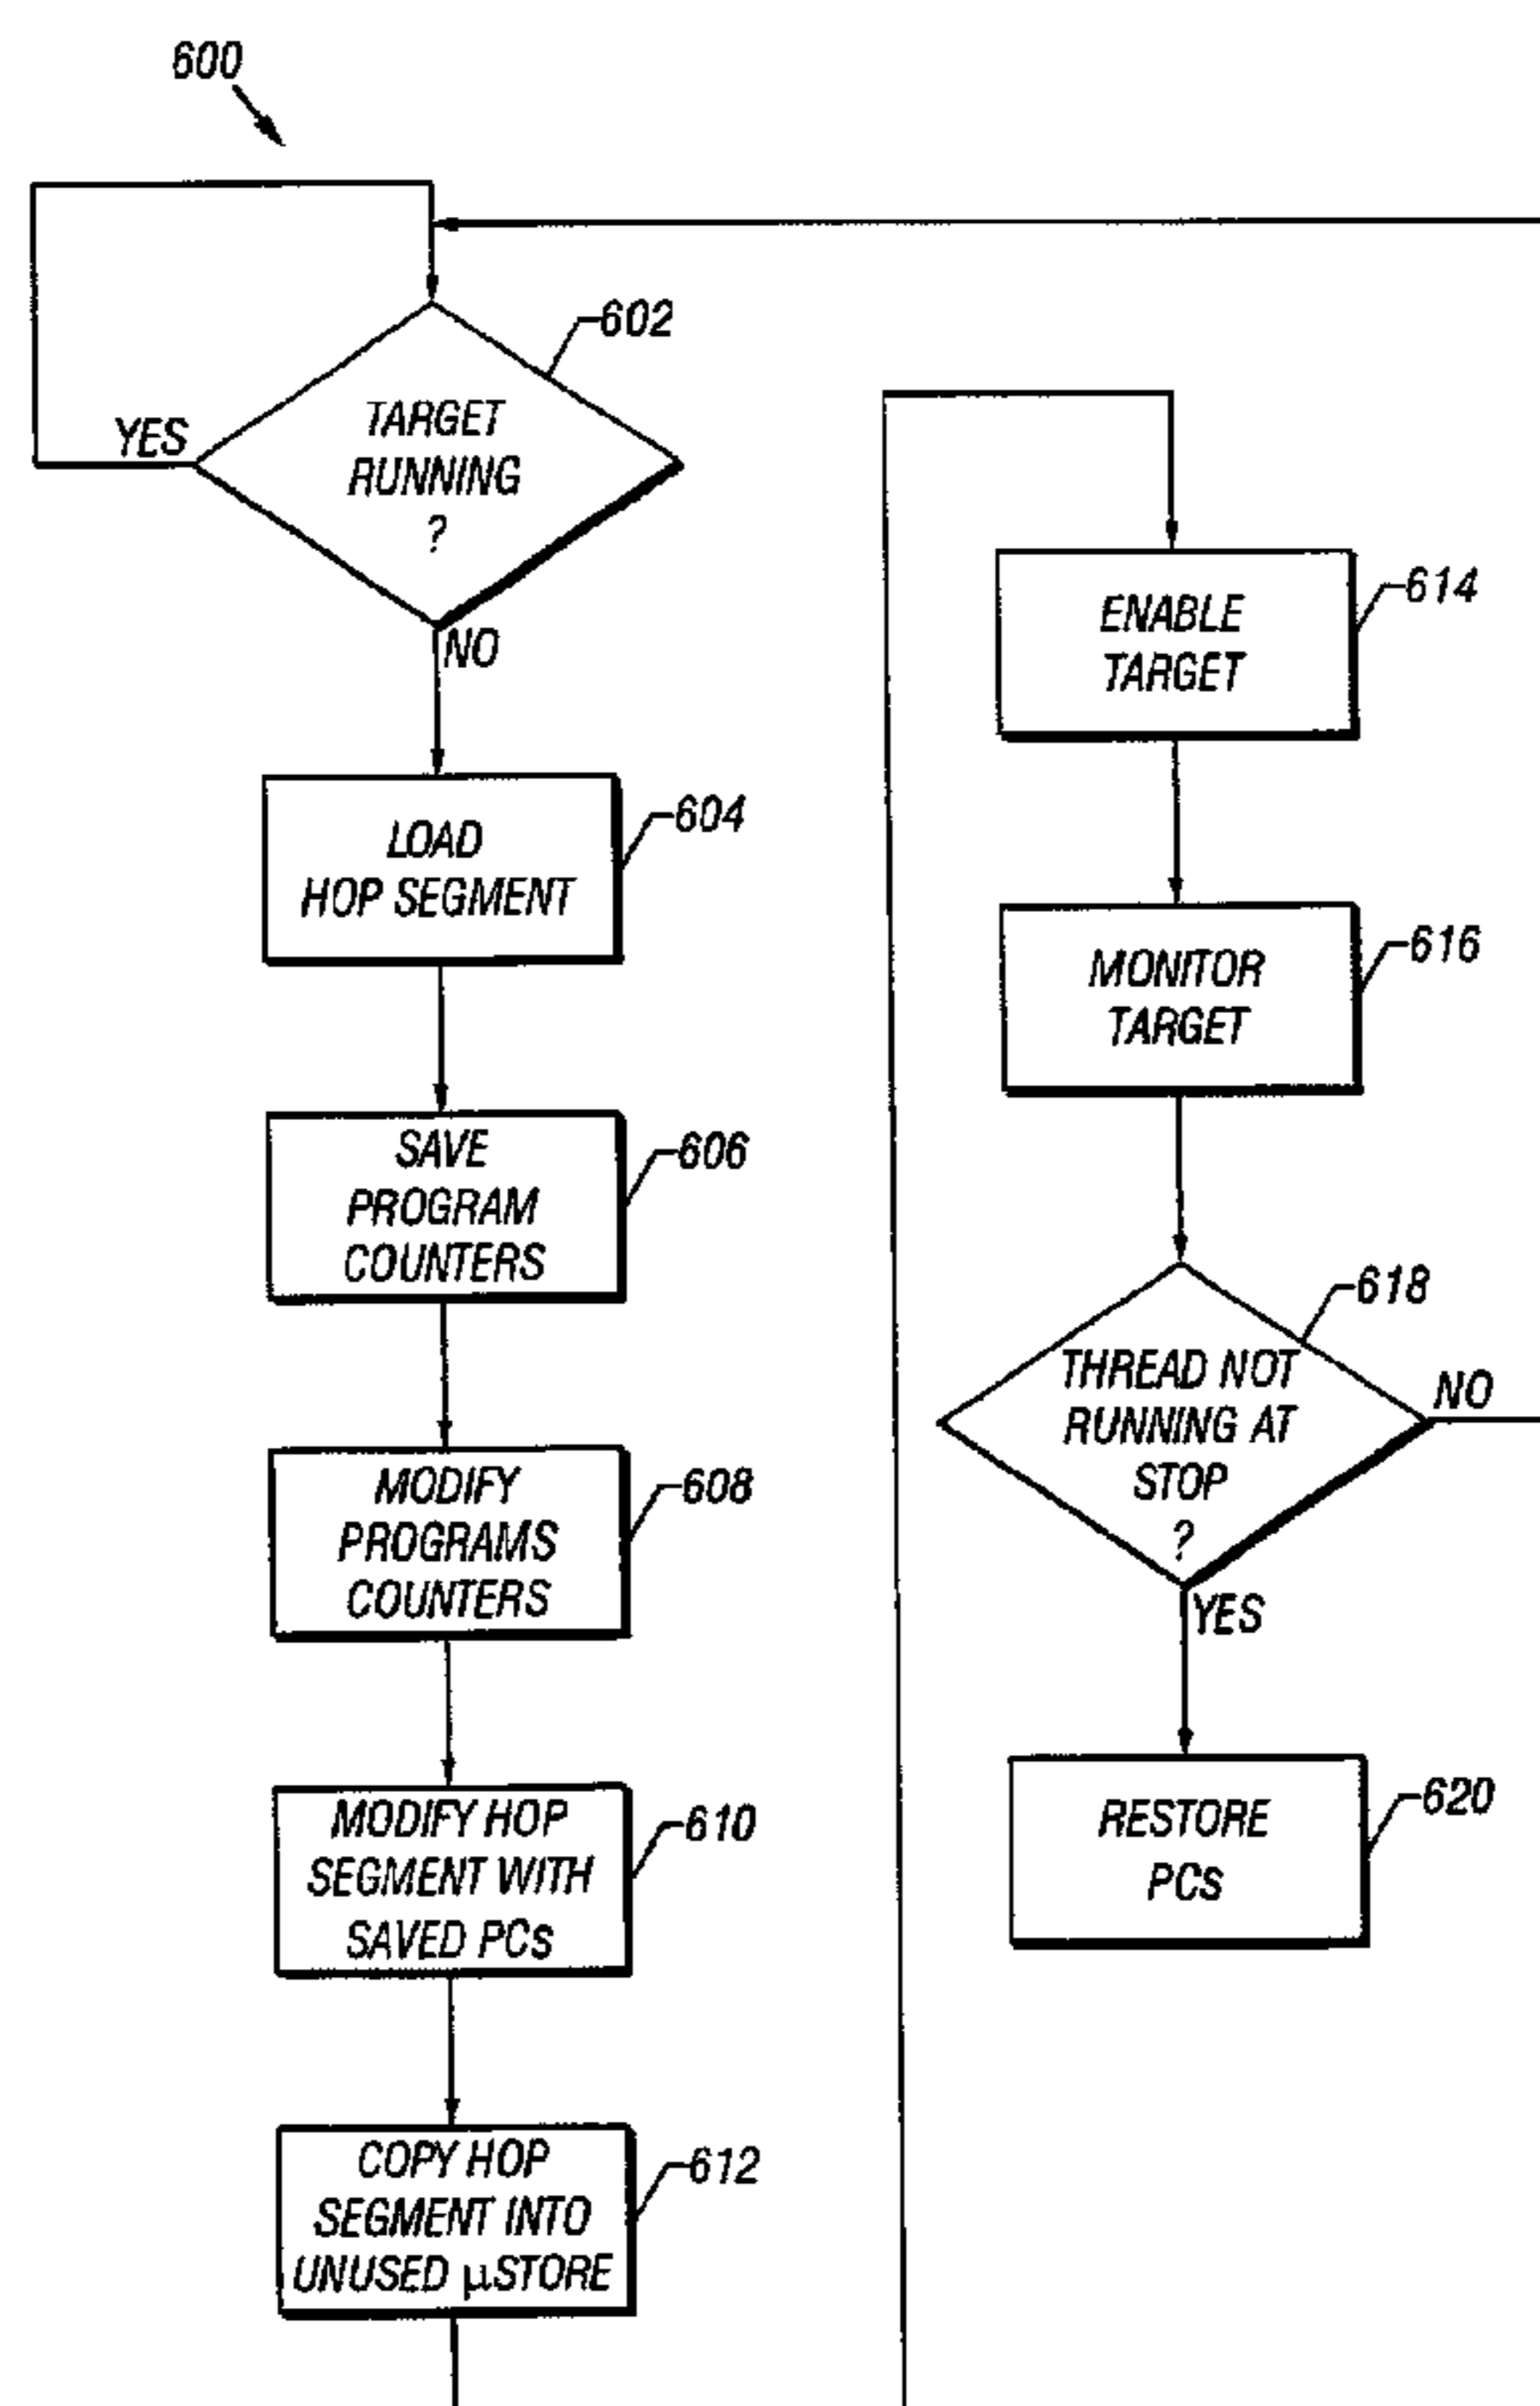 600
602
TARGET
RUNNING
?
YES
NO
LOAD
HOP SEGMENT
604
SAVE
PROGRAM
COUNTERS
606
MODIFY
PROGRAMS
COUNTERS
608
MODIFY HOP
SEGMENT WITH
SAVED PCs
610
COPY HOP
SEGMENT INTO
UNUSED µSTORE
612
ENABLE
TARGET
614
MONITOR
TARGET
616
618
THREAD NOT
RUNNING AT
STOP
?
NO
YES
RESTORE
PCs
620